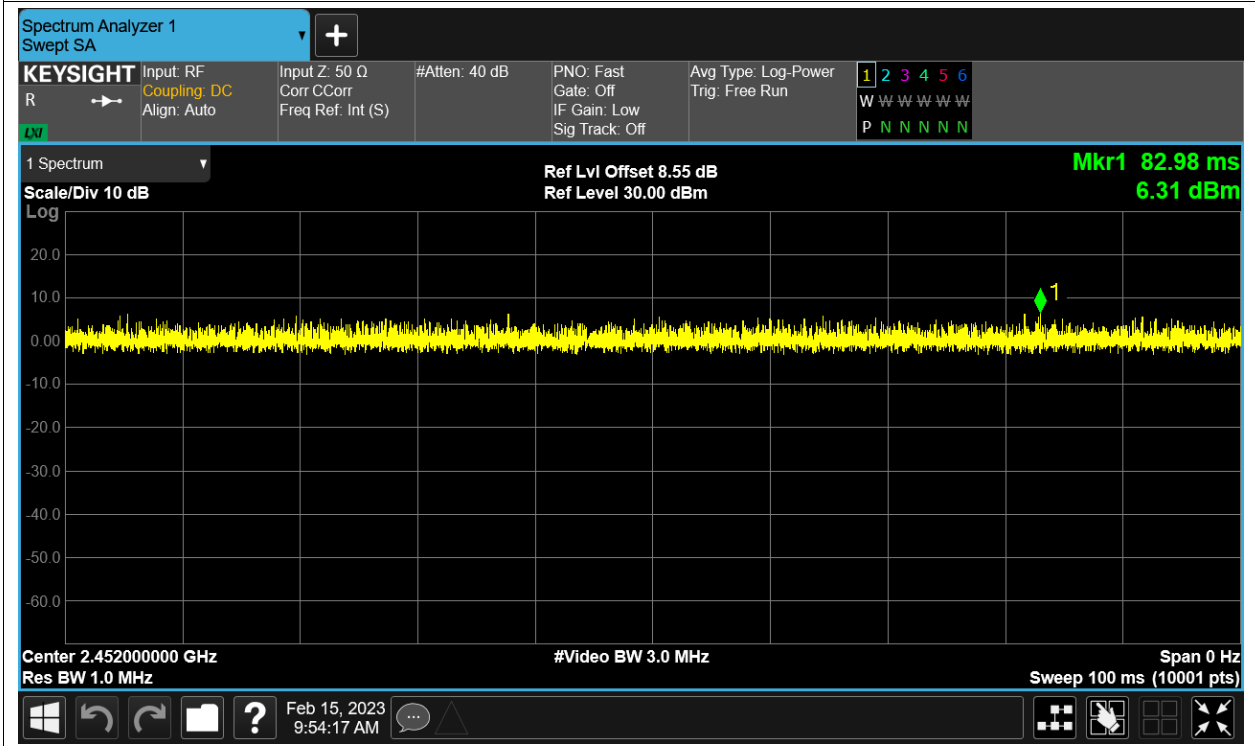 Spectrum Analyzer 1
Swept SA
▼
+
KEYSIGHT
R
LXI
Input: RF
Coupling: DC
Align: Auto
Input Z: 50 Ω
Corr CCorr
Freq Ref: Int (S)
#Atten: 40 dB
PNO: Fast
Gate: Off
IF Gain: Low
Sig Track: Off
Avg Type: Log-Power
Trig: Free Run
1 2 3 4 5 6
W W W W W W
P N N N N N
1 Spectrum ▼
Scale/Div 10 dB
Log
Ref Lvl Offset 8.55 dB
Ref Level 30.00 dBm
Mkr1 82.98 ms
6.31 dBm
20.0
10.0
0.00
-10.0
-20.0
-30.0
-40.0
-50.0
-60.0
1
Center 2.452000000 GHz
Res BW 1.0 MHz
#Video BW 3.0 MHz
Span 0 Hz
Sweep 100 ms (10001 pts)
?
Feb 15, 2023
9:54:17 AM